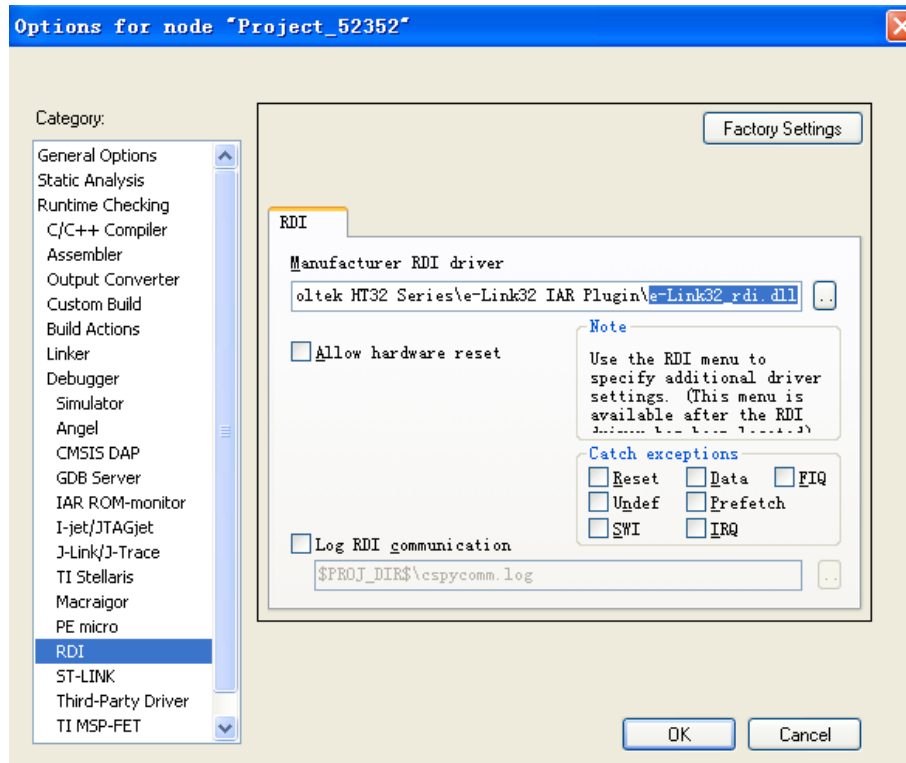 Options for node "Project_52352"
Category:
General Options
Static Analysis
Runtime Checking
C/C++ Compiler
Assembler
Output Converter
Custom Build
Build Actions
Linker
Debugger
Simulator
Angel
CMSIS DAP
GDB Server
IAR ROM-monitor
I-jet/JTAGjet
J-Link/J-Trace
TI Stellaris
Macraigor
PE micro
RDI
ST-LINK
Third-Party Driver
TI MSP-FET
Factory Settings
RDI
Manufacturer RDI driver
oltek HT32 Series\e-Link32 IAR Plugin\e-Link32_rdi.dll
..
Allow hardware reset
Note
Use the RDI menu to
specify additional driver
settings. (This menu is
available after the RDI
Catch exceptions
Reset Data FIQ
Undef Prefetch
SWI IRQ
Log RDI communication
$PROJ_DIR$\cspycomm.log
..
OK Cancel